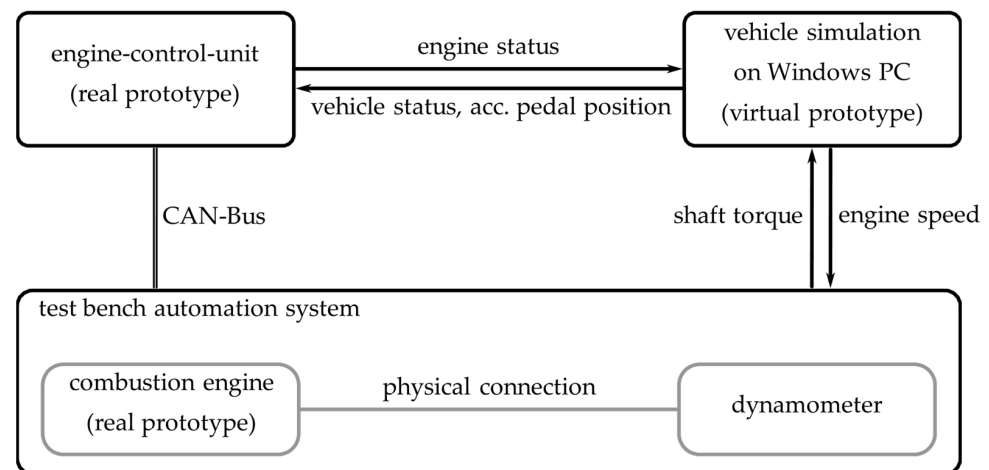 engine-control-unit
(real prototype)
engine status
vehicle status, acc. pedal position
vehicle simulation
on Windows PC
(virtual prototype)
CAN-Bus
shaft torque
engine speed
test bench automation system
combustion engine
(real prototype)
physical connection
dynamometer